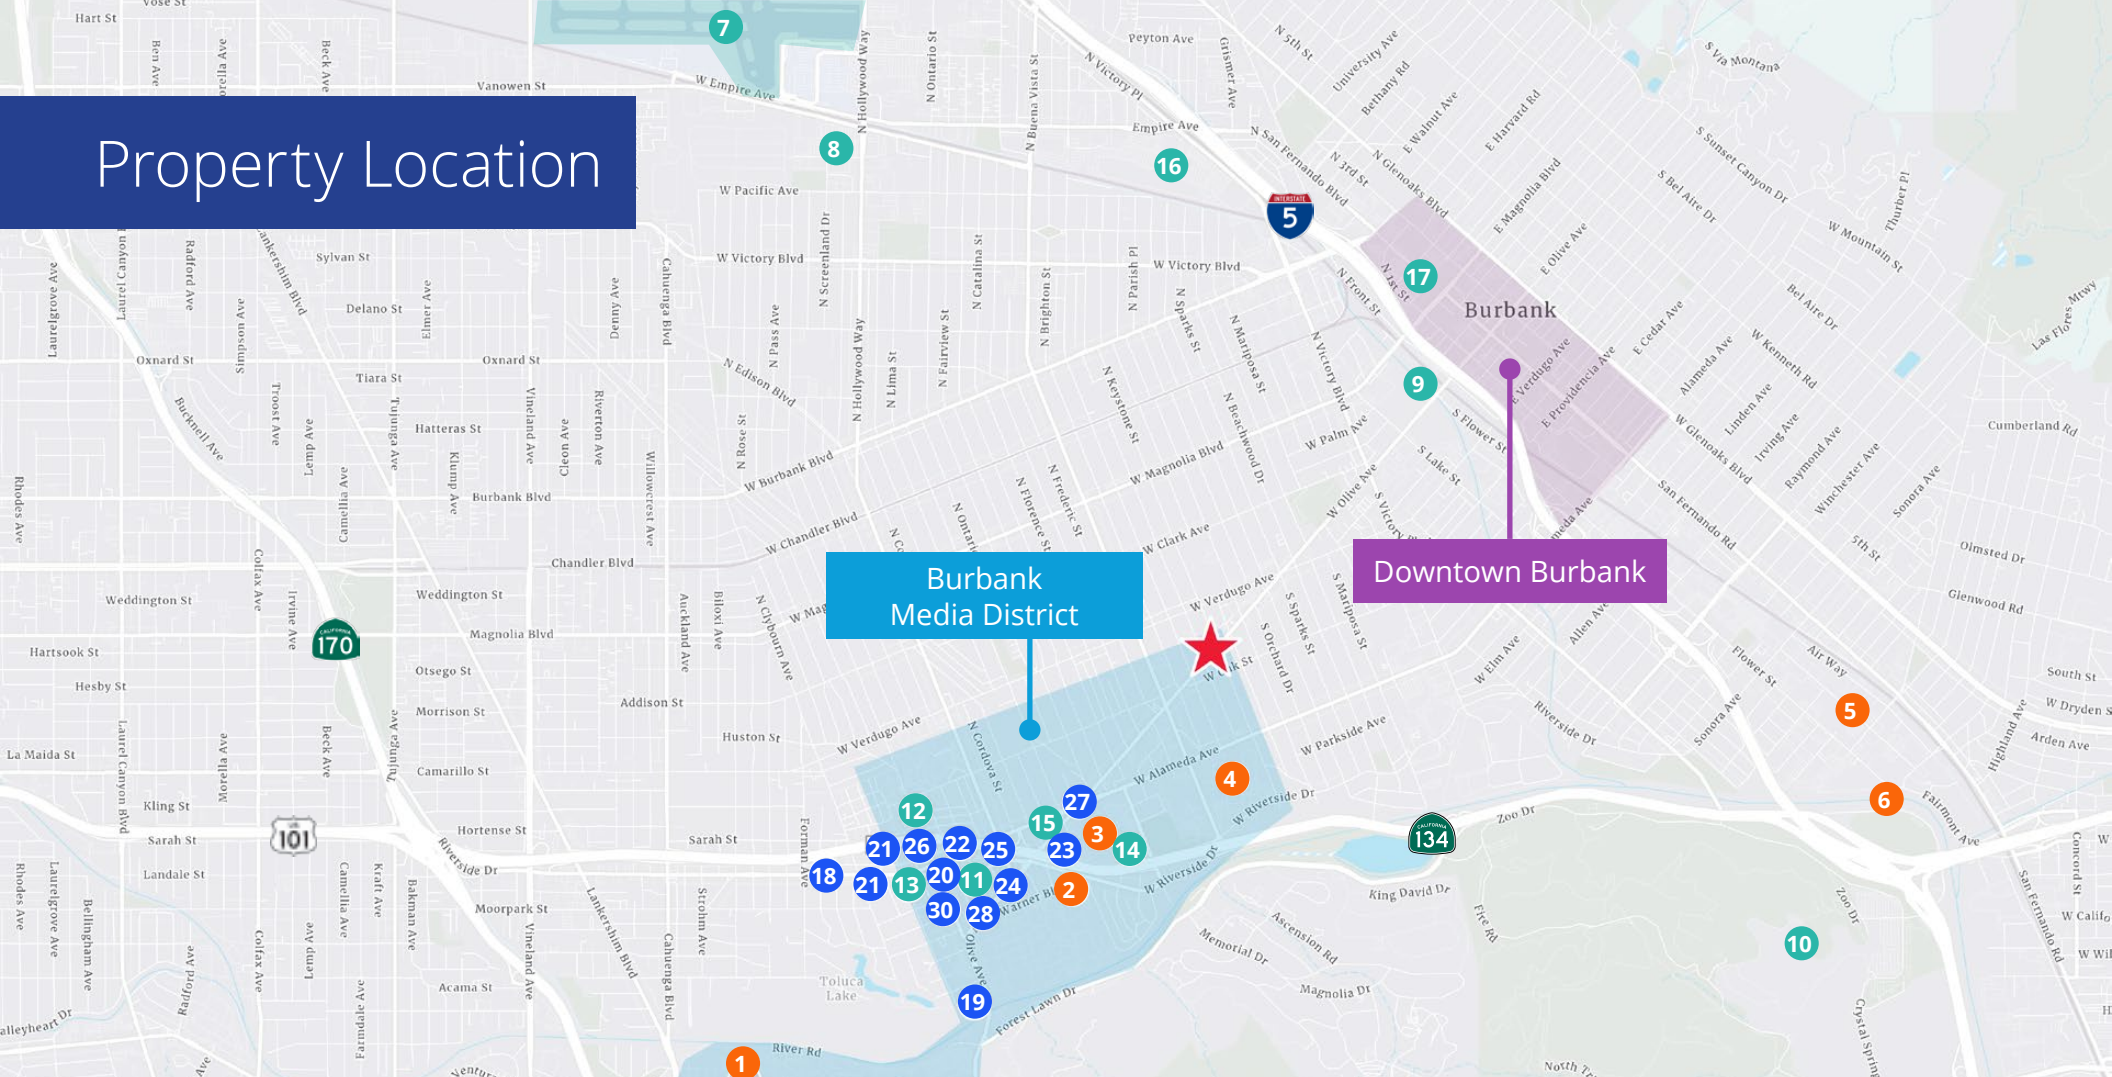 Property Location
Burbank
Media District
Downtown Burbank
Burbank
INTERSTATE
5
CALIFORNIA
170
101
CALIFORNIA
134
7
8
16
17
9
5
6
4
10
12
27
15
3
14
21
26
22
25
23
18
21
13
20
11
24
2
30
28
19
1
Hart St
Vose St
Ben Ave
Beck Ave
Vanowen St
W Empire Ave
N Hollywood Way
N Ontario St
N Buena Vista St
Peyton Ave
N Victory Pl
Grismer Ave
N 5th St
University Ave
Bethany Rd
E Walnut Ave
E Harvard Rd
S Via Montana
Empire Ave
N San Fernando Blvd
N 3rd St
N Glenoaks Blvd
E Magnolia Blvd
E Olive Ave
S Sunset Canyon Dr
S Bel Aire Dr
Thurber Pl
W Mountain St
W Pacific Ave
N Screenland Dr
W Victory Blvd
N Catalina St
N Brighton St
N Parish Pl
W Victory Blvd
N Sparks St
N Mariposa St
N Front St
N 1st St
N Victory Blvd
E Verdugo Ave
E Providencia Ave
E Cedar Ave
Alameda Ave
Bel Aire Dr
W Kenneth Rd
Linden Ave
Irving Ave
Raymond Ave
Winchester Ave
Sonora Ave
Cumberland Rd
Las Flores Mtwy
Laurelgrove Ave
Radford Ave
Sylvan St
Delano St
Simpson Ave
Elmer Ave
Denny Ave
Cahuenga Blvd
N Pass Ave
N Hollywood Way
N Lima St
N Fairview St
N Edison Blvd
Oxnard St
Oxnard St
Tiara St
Troost Ave
Lemp Ave
Tujunga Ave
Hatteras St
Vineland Ave
Cleon Ave
Riverton Ave
Bucknell Ave
Camellia Ave
Klump Ave
Burbank Blvd
Willowcrest Ave
N Rose St
W Burbank Blvd
W Chandler Blvd
N Keystone St
N Beachwood Dr
W Magnolia Blvd
W Palm Ave
S Flower St
S Lake St
W Olive Ave
N Frederic St
N Florence St
W Clark Ave
W Glenoaks Blvd
San Fernando Rd
5th St
Olmsted Dr
Glenwood Rd
Rhodes Ave
Colfax Ave
Irvine Ave
Chandler Blvd
Weddington St
Weddington St
Magnolia Blvd
Auckland Ave
Biloxi Ave
N Clybourn Ave
W Verdugo Ave
S Sparks St
S Mariposa St
S Orchard Dr
W Elm Ave
Allen Ave
Flower St
Air Way
South St
Hartsook St
Hesby St
Otsego St
Morrison St
Addison St
Huston St
W Verdugo Ave
N Cordova St
W Alameda Ave
W Parkside Ave
Riverside Dr
Sonora Ave
Highland Ave
Arden Ave
La Maida St
Laurel Canyon Blvd
Morella Ave
Beck Ave
Tujunga Ave
Camarillo St
Kling St
Sarah St
Hortense St
Sarah St
Forman Ave
W Riverside Dr
Zoo Dr
Fairmont Ave
Landale St
Riverside Dr
Rhodes Ave
Laurelgrove Ave
Bellingham Ave
Camellia Ave
Kraft Ave
Bakman Ave
Moorpark St
Lankershim Blvd
Strohm Ave
Olive Ave
W Riverside Dr
King David Dr
Fire Rd
Zoo Dr
Concord St
San Fernando Rd
Radford Ave
Colfax Ave
Lemp Ave
Farmdale Ave
Acama St
Vineland Ave
Cahuenga Blvd
Toluca
Lake
River Rd
Forest Lawn Dr
Memorial Dr
Ascension Rd
Magnolia Dr